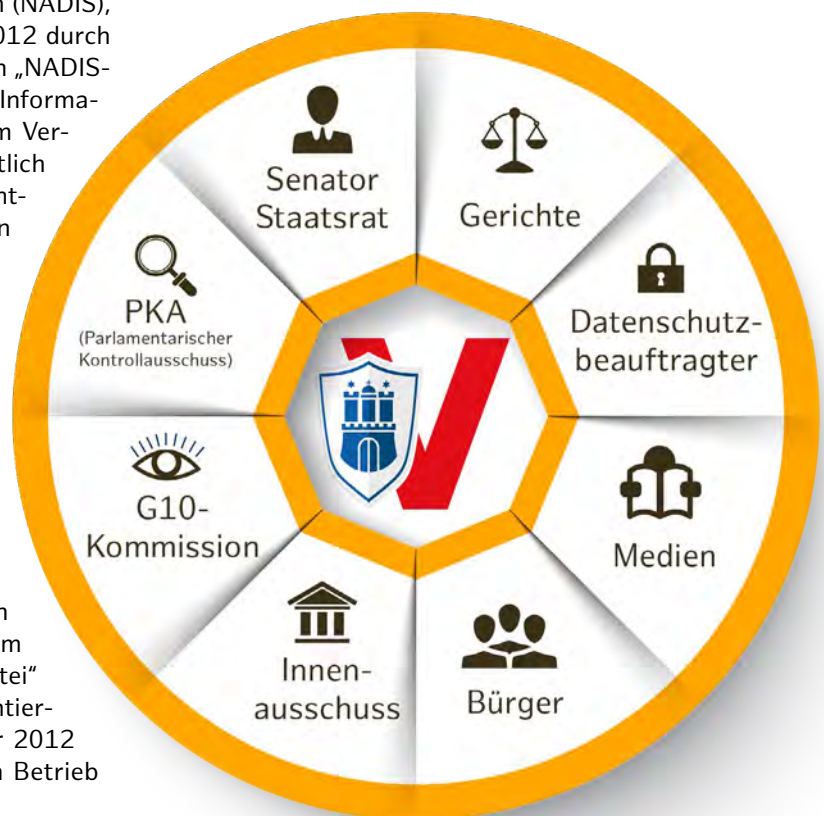 (NADIS),
012 durch
„NADIS-
Informa-
m Ver-
tlich
nt-
n
n
m
tei“
ntier-
r 2012
n Betrieb
Senator
Staatsrat
Gerichte
Datenschutz-
beauftragter
Medien
Bürger
Innen-
ausschuss
G10-
Kommission
PKA
(Parlamentarischer
Kontrollausschuss)
V